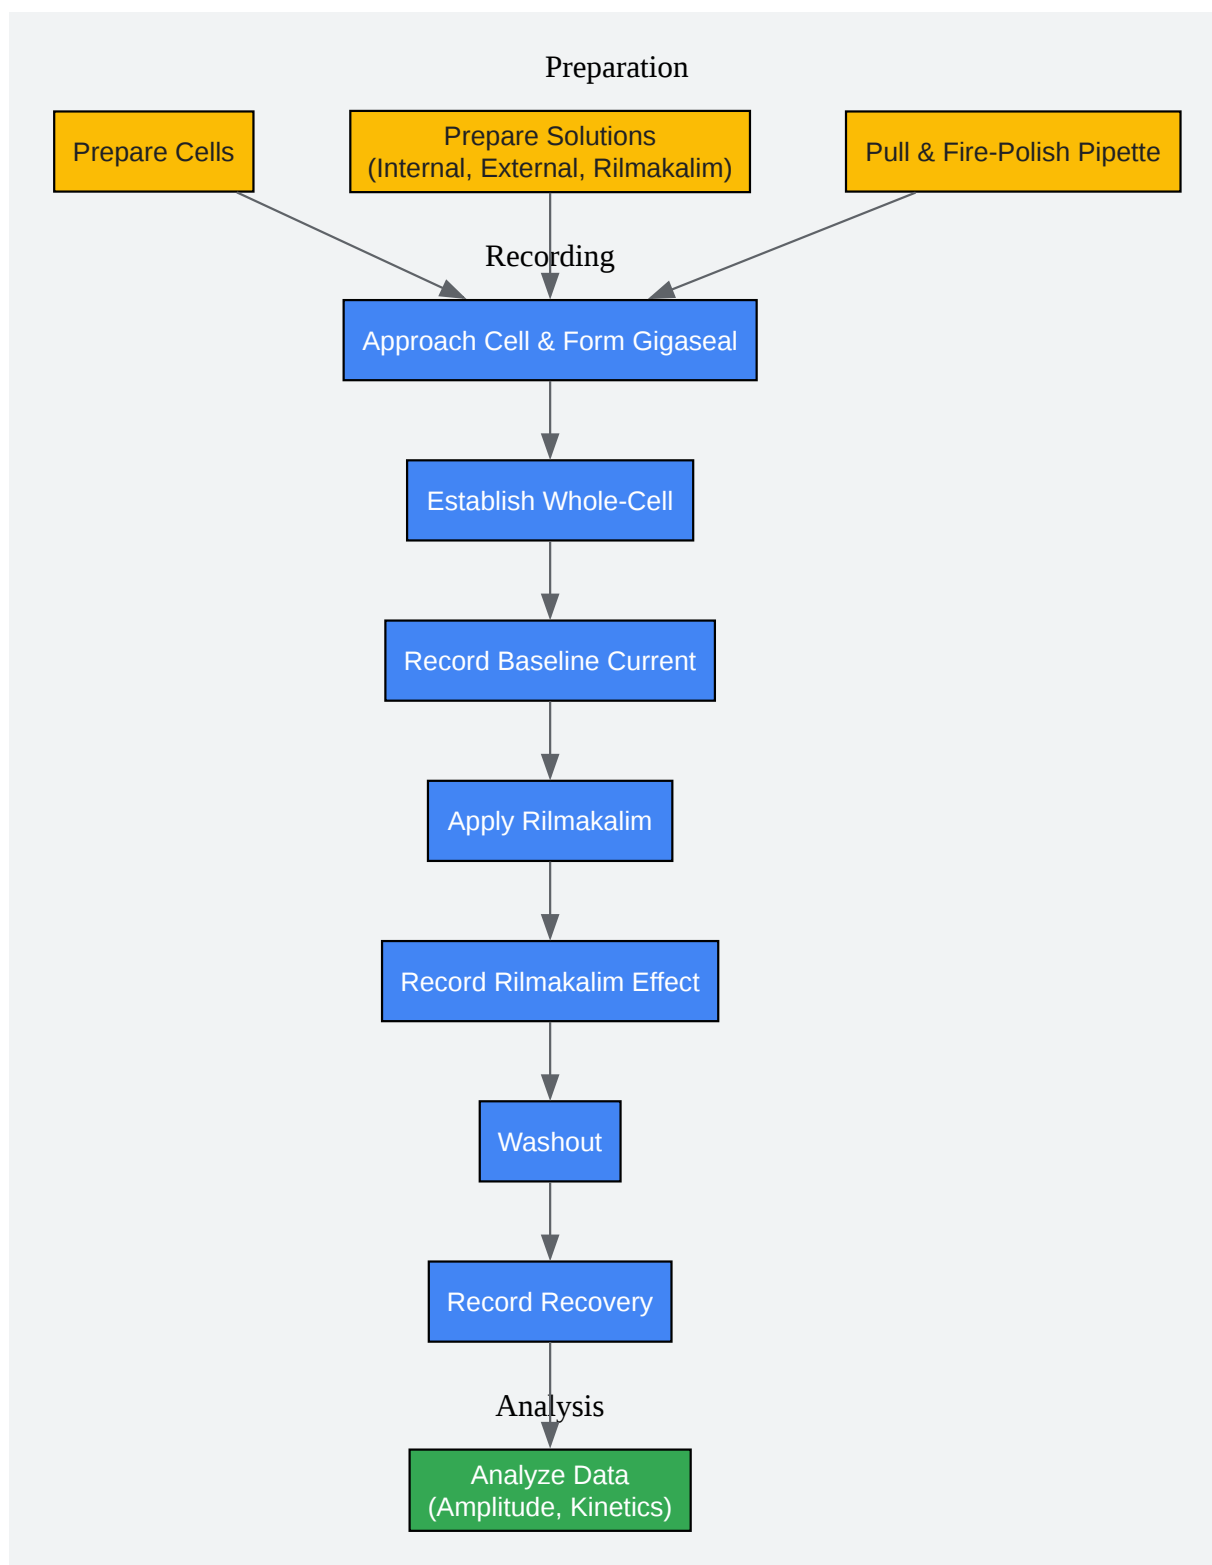 Preparation
Prepare Cells
Prepare Solutions
(Internal, External, Rilmakalim)
Pull & Fire-Polish Pipette
Recording
Approach Cell & Form Gigaseal
Establish Whole-Cell
Record Baseline Current
Apply Rilmakalim
Record Rilmakalim Effect
Washout
Record Recovery
Analysis
Analyze Data
(Amplitude, Kinetics)